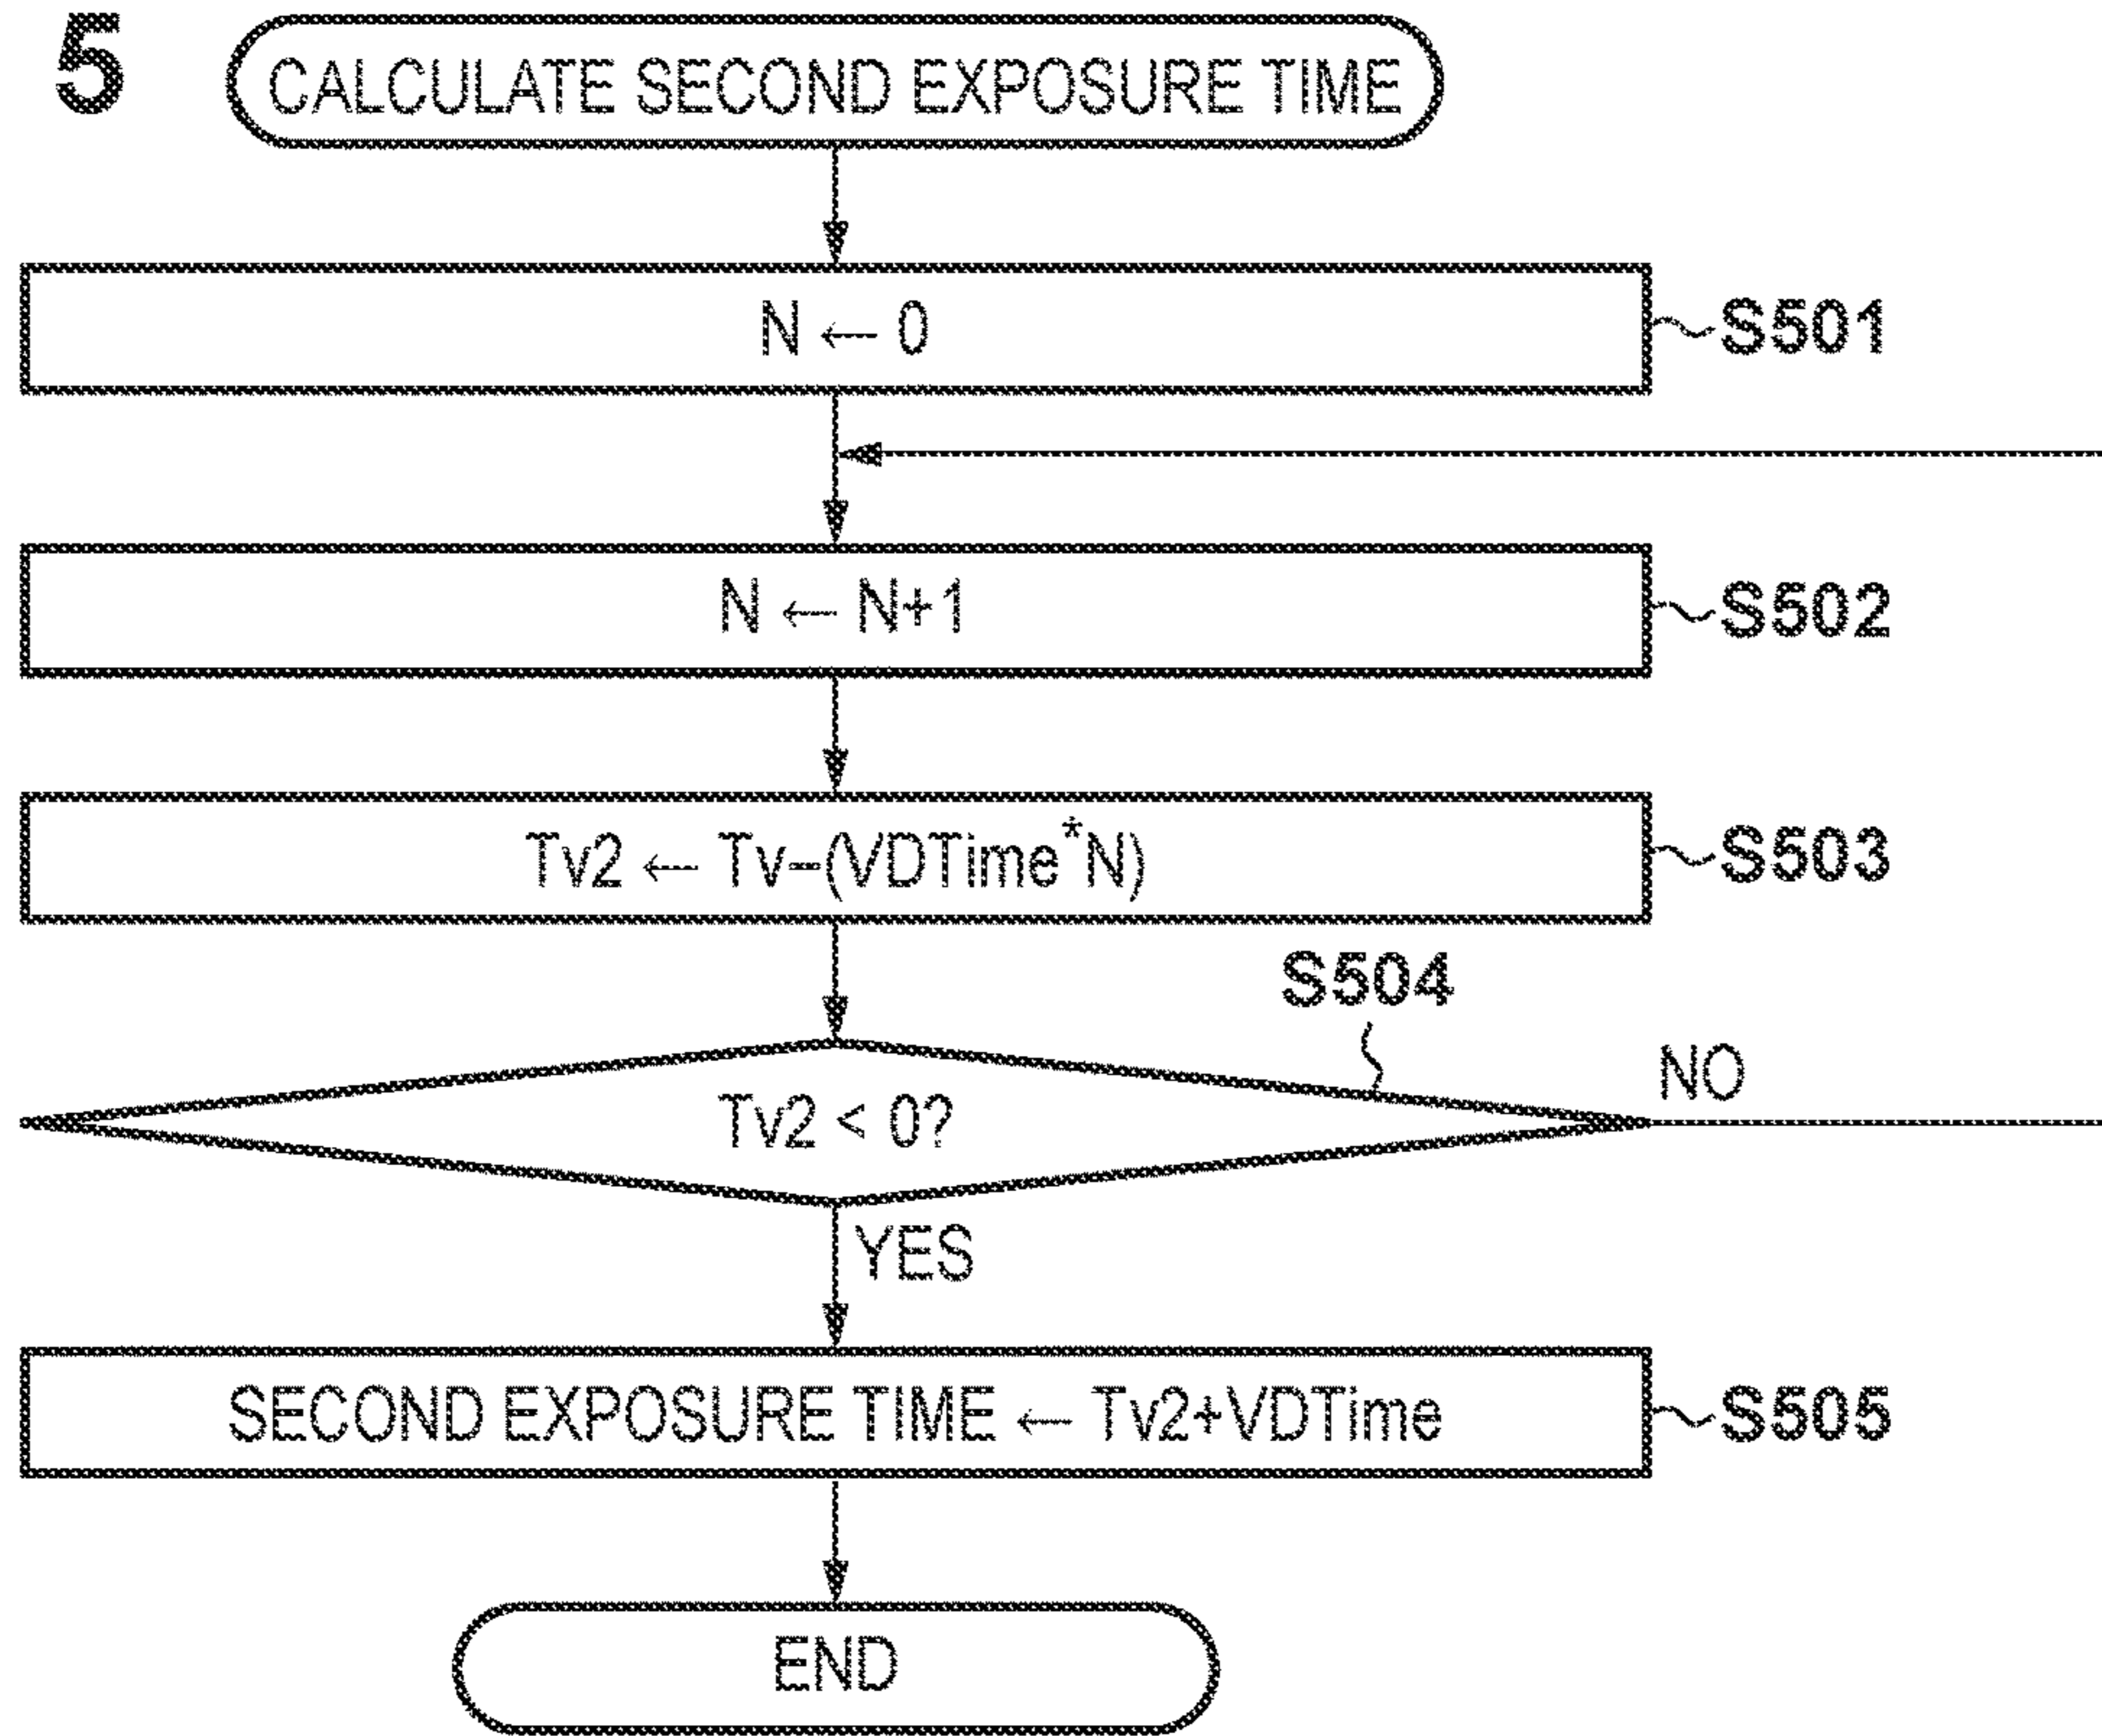 5
CALCULATE SECOND EXPOSURE TIME
N ← 0
S501
N ← N+1
S502
Tv2 ← Tv-(VDTime*N)
S503
S504
Tv2 < 0?
NO
YES
SECOND EXPOSURE TIME ← Tv2+VDTime
S505
END